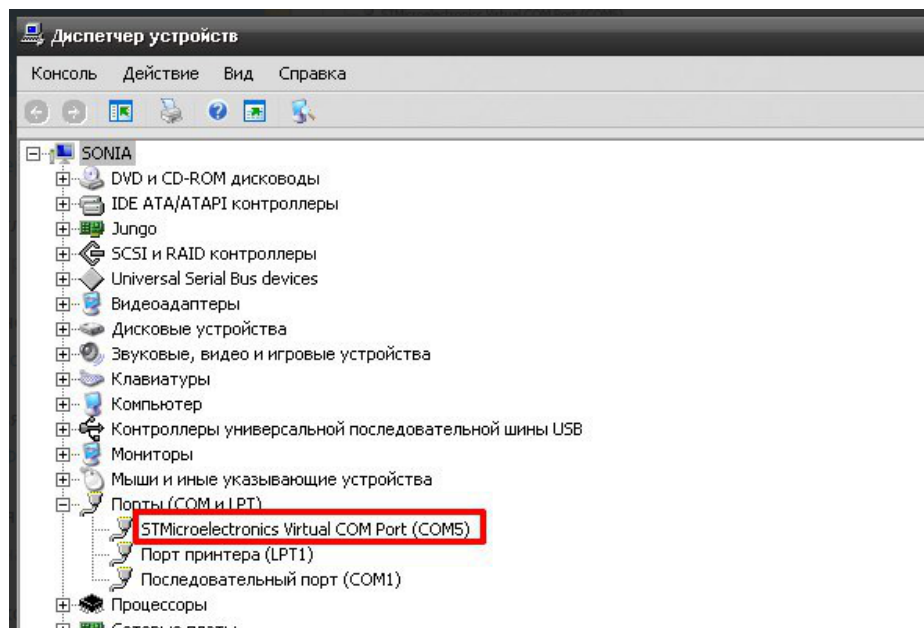 Диспетчер устройств
Консоль Действие Вид Справка
SONIA
DVD и CD-ROM дисководы
IDE ATA/ATAPI контроллеры
Jungo
SCSI и RAID контроллеры
Universal Serial Bus devices
Видеоадаптеры
Дисковые устройства
Звуковые, видео и игровые устройства
Клавиатуры
Компьютер
Контроллеры универсальной последовательной шины USB
Мониторы
Мыши и иные указывающие устройства
Порты (COM и LPT)
STMicroelectronics Virtual COM Port (COM5)
Порт принтера (LPT1)
Последовательный порт (COM1)
Процессоры
Сетевые платы